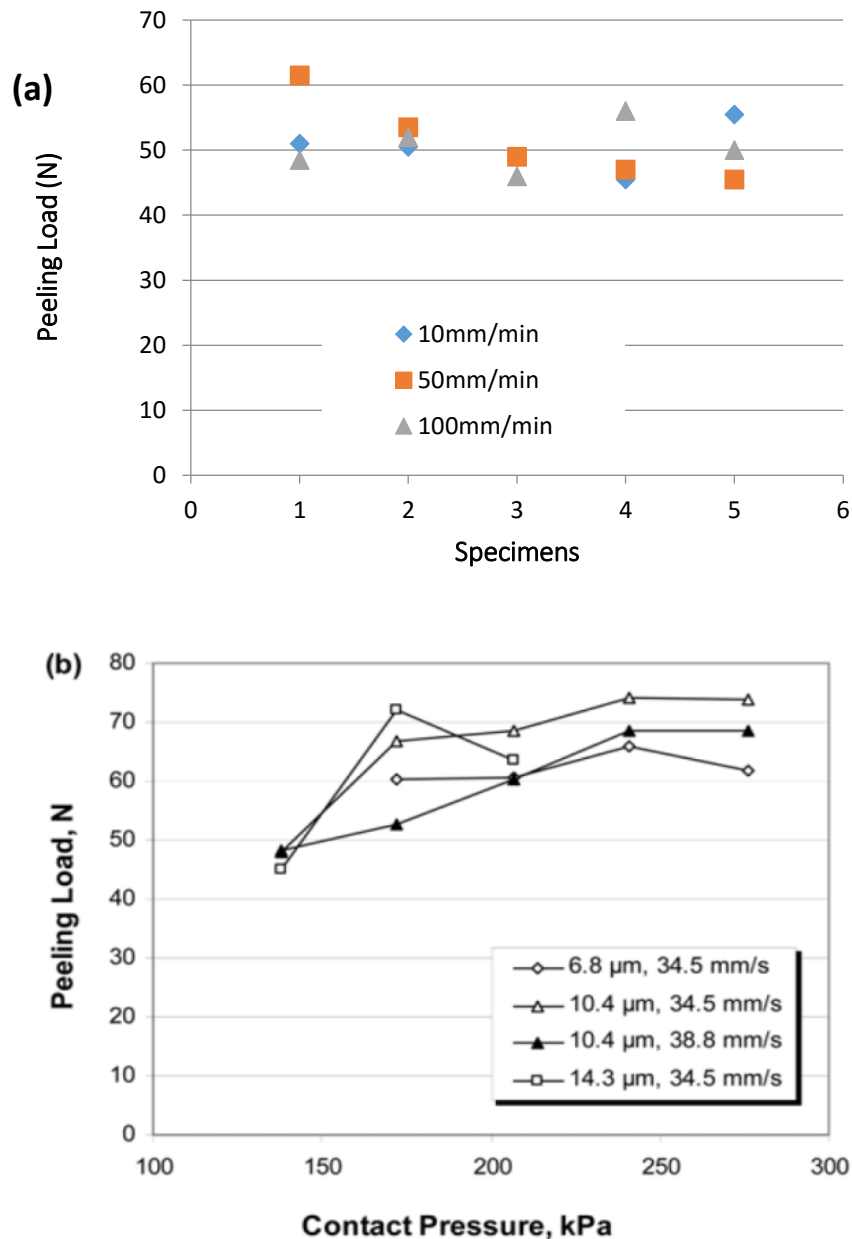 (a)
Peeling Load (N)
70
60
50
40
30
20
10
0
10mm/min
50mm/min
100mm/min
0 1 2 3 4 5 6
Specimens
(b)
Peeling Load, N
80
70
60
50
40
30
20
10
0
6.8 µm, 34.5 mm/s
10.4 µm, 34.5 mm/s
10.4 µm, 38.8 mm/s
14.3 µm, 34.5 mm/s
100 150 200 250 300
Contact Pressure, kPa